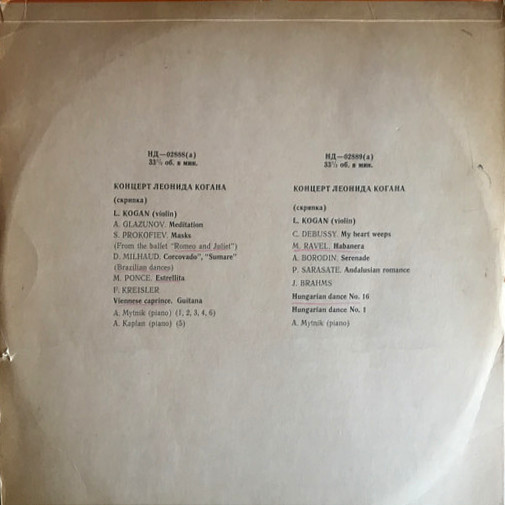 НД—02888(а)
33⅓ об. в мин.
КОНЦЕРТ ЛЕОНИДА КОГАНА
(скрипка)
L. KOGAN (violin)
A. GLAZUNOV. Meditation
S. PROKOFIEV. Masks
(From the ballet "Romeo and Juliet")
D. MILHAUD. Corcovado", "Sumare"
(Brazilian dances)
M. PONCE. Estrellita
F. KREISLER
Viennese caprince. Guitana
A. Mytnik (piano) (1, 2, 3, 4, 6)
A. Kaplan (piano) (5)
НД—02889(а)
33⅓ об. в мин.
КОНЦЕРТ ЛЕОНИДА КОГАНА
(скрипка)
L. KOGAN (violin)
C. DEBUSSY. My heart weeps
M. RAVEL. Habanera
A. BORODIN. Serenade
P. SARASATE. Andalusian romance
J. BRAHMS
Hungarian dance No. 16
Hungarian dance No. 1
A. Mytnik (piano)